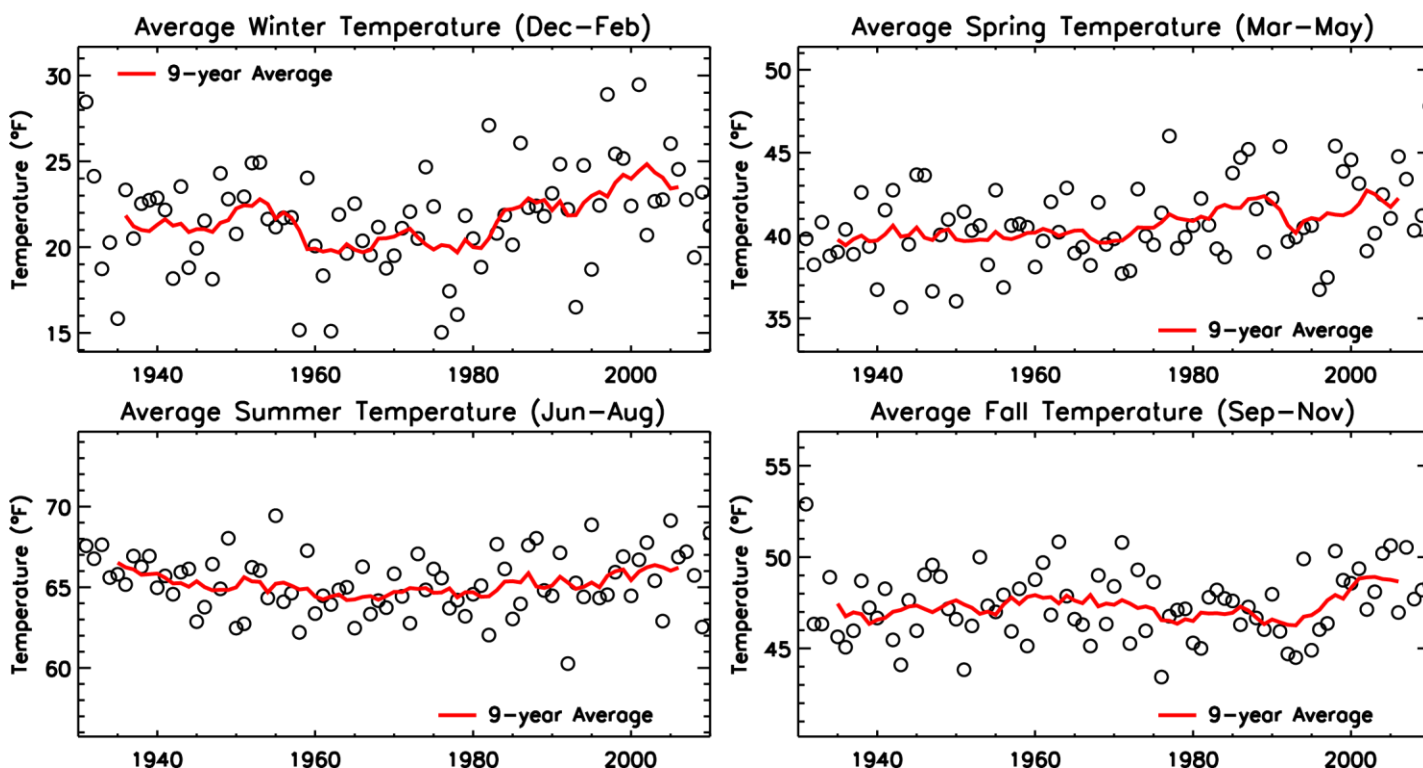 Average Winter Temperature (Dec-Feb)
30
25
20
15
Temperature (°F)
9-year Average
1940 1960 1980 2000
Average Spring Temperature (Mar-May)
50
45
40
35
Temperature (°F)
9-year Average
1940 1960 1980 2000
Average Summer Temperature (Jun-Aug)
70
65
60
Temperature (°F)
9-year Average
1940 1960 1980 2000
Average Fall Temperature (Sep-Nov)
55
50
45
Temperature (°F)
9-year Average
1940 1960 1980 2000